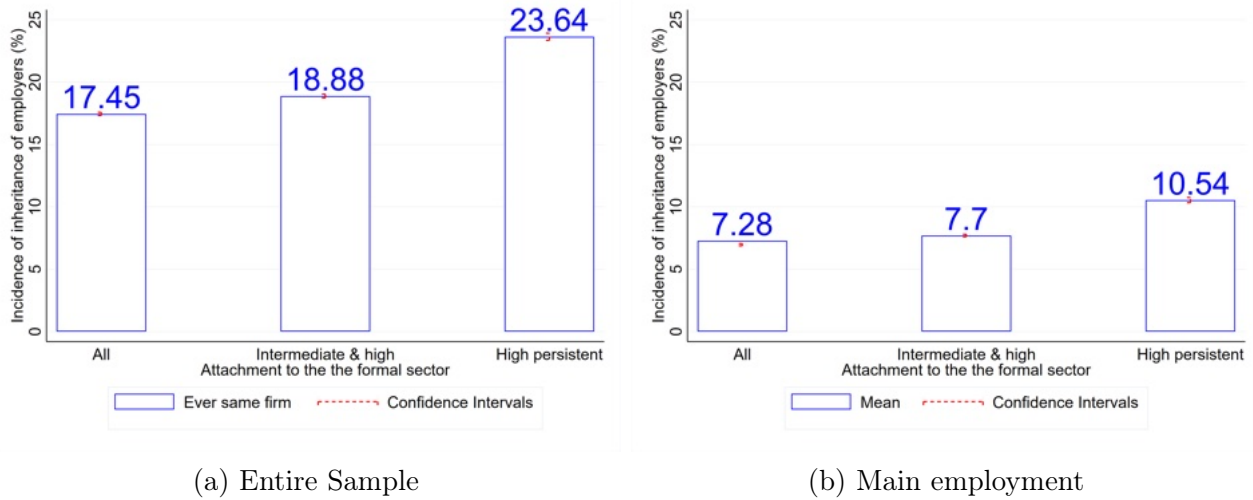 Incidence of inheritance of employers (%)
25
20
15
10
5
0
17.45
18.88
23.64
All
Intermediate & high
High persistent
Attachment to the the formal sector
Ever same firm
Confidence Intervals
(a) Entire Sample
Incidence of inheritance of employers (%)
25
20
15
10
5
0
7.28
7.7
10.54
All
Intermediate & high
High persistent
Attachment to the the formal sector
Mean
Confidence Intervals
(b) Main employment